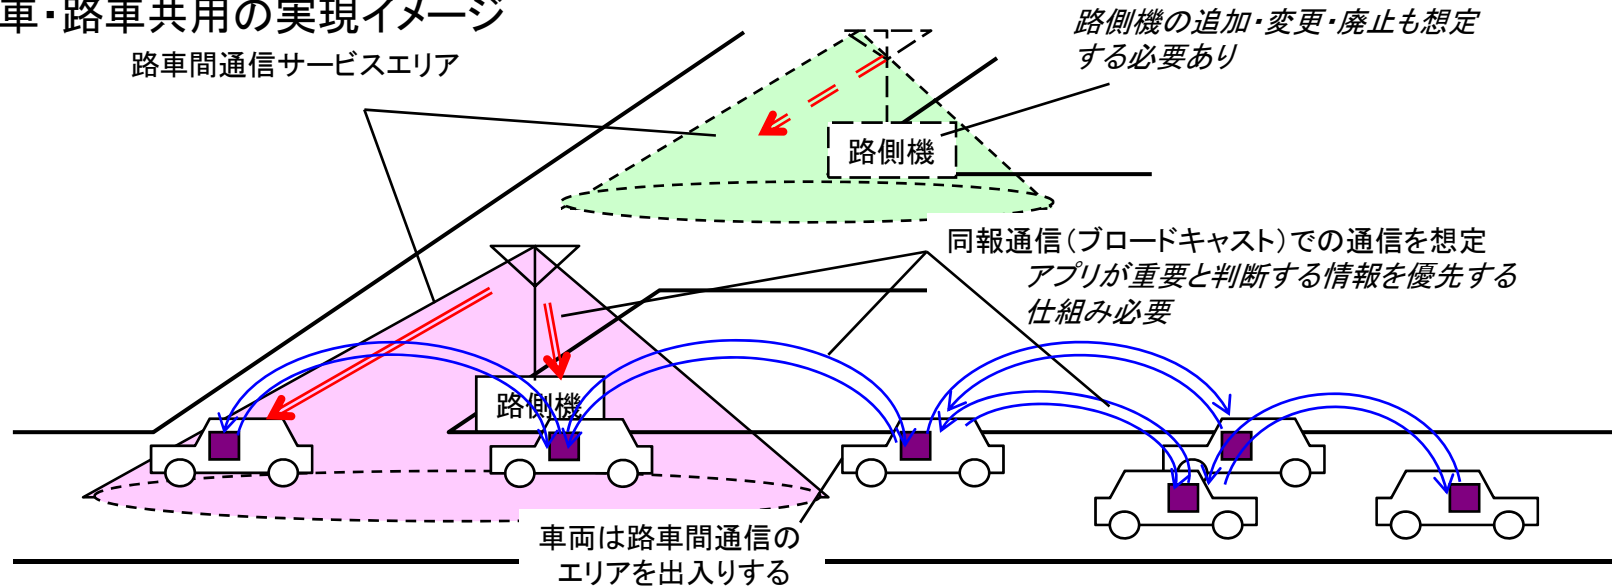 車・路車共用の実現イメージ
路車間通信サービスエリア
路側機の追加・変更・廃止も想定
する必要あり
路側機
同報通信（ブロードキャスト）での通信を想定
アプリが重要と判断する情報を優先する
仕組み必要
路側機
車両は路車間通信の
エリアを出入りする